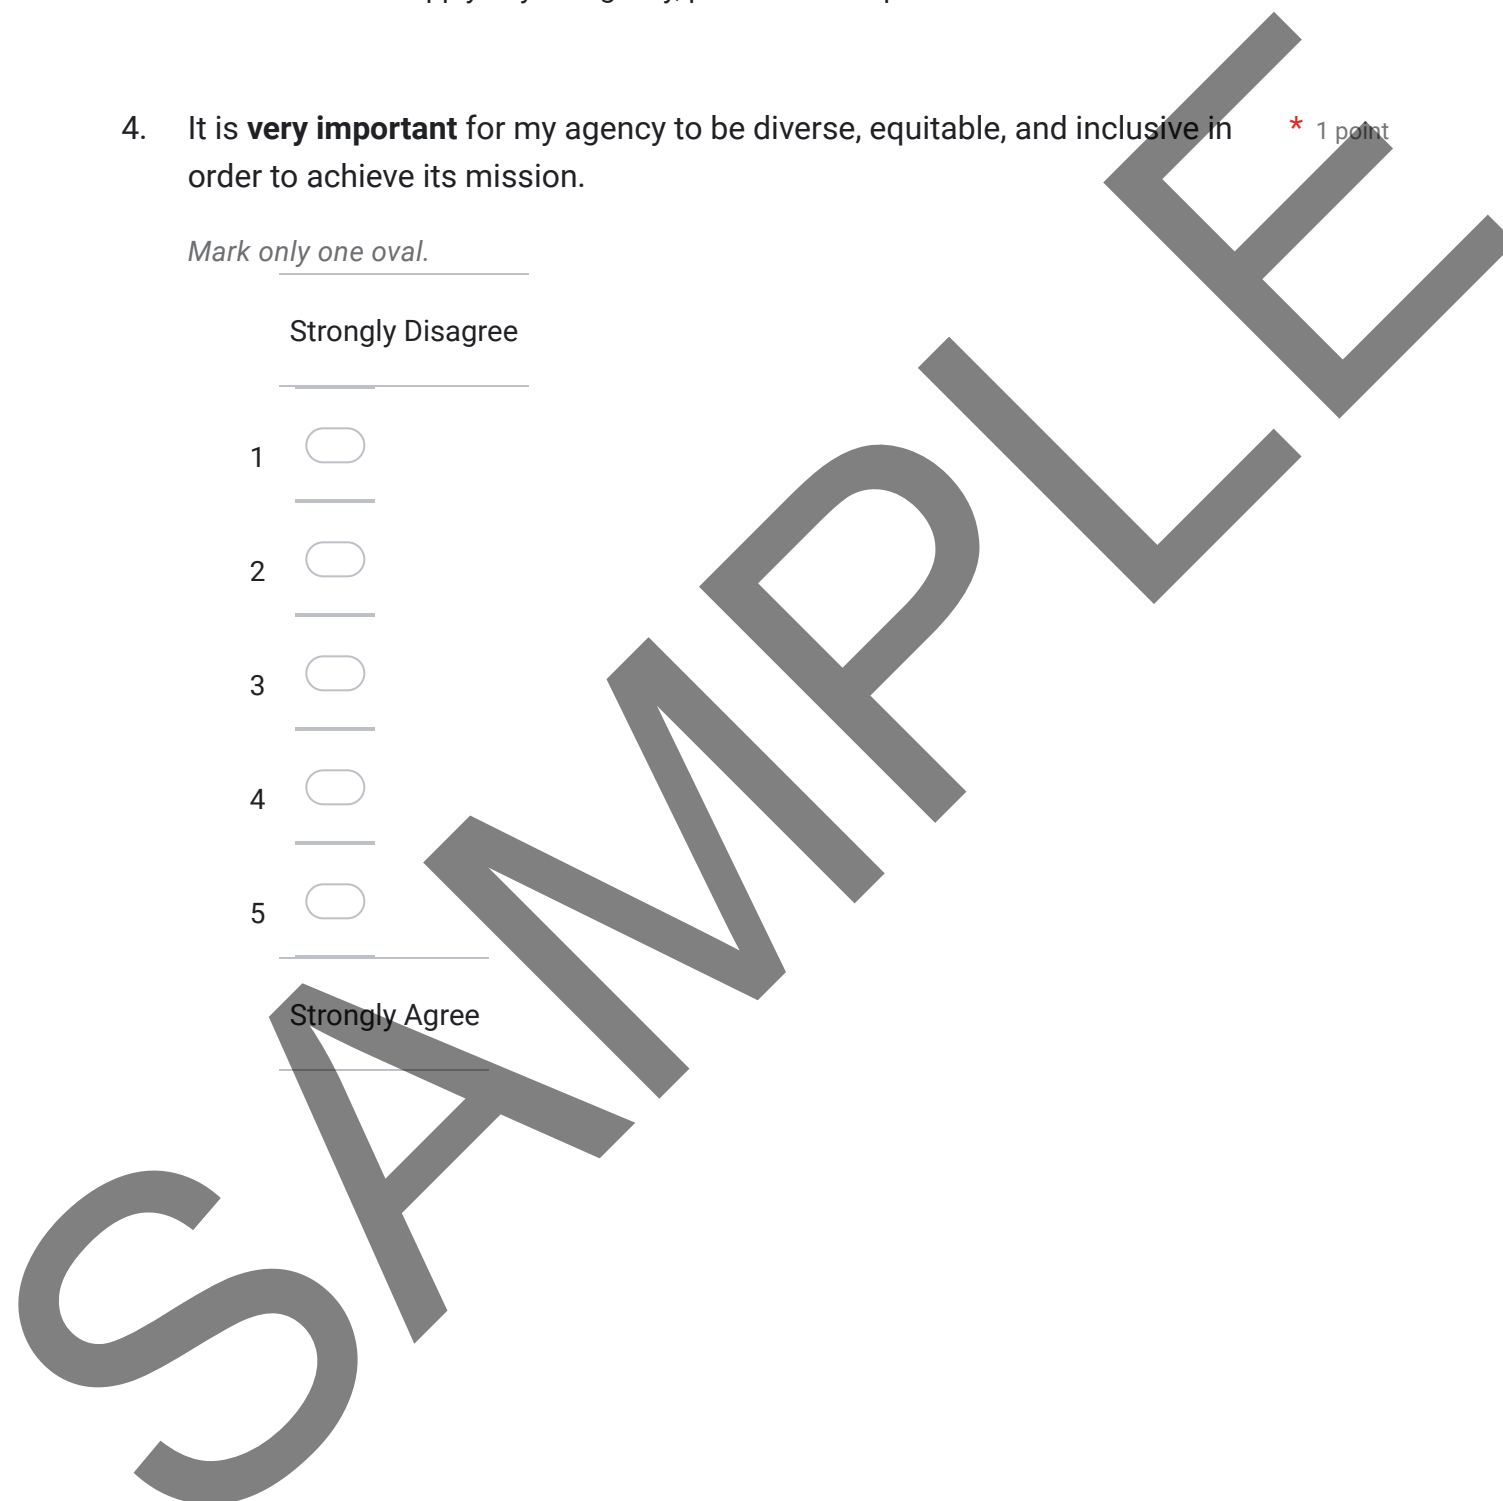 4. It is very important for my agency to be diverse, equitable, and inclusive in * 1 point
order to achieve its mission.
Mark only one oval.
Strongly Disagree
1
2
3
4
5
Strongly Agree
SAMPLE